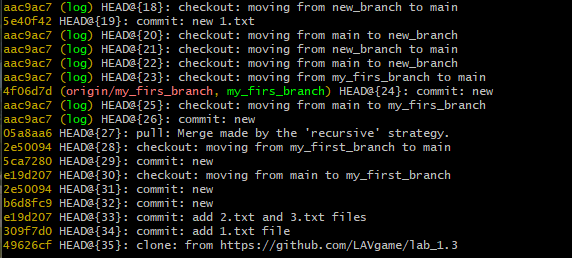 aac9ac7 (log) HEAD@{18}: checkout: moving from new_branch to main
5e40f42 HEAD@{19}: commit: new 1.txt
aac9ac7 (log) HEAD@{20}: checkout: moving from main to new_branch
aac9ac7 (log) HEAD@{21}: checkout: moving from main to new_branch
aac9ac7 (log) HEAD@{22}: checkout: moving from main to new_branch
aac9ac7 (log) HEAD@{23}: checkout: moving from my_firs_branch to main
4f06d7d (origin/my_firs_branch, my_firs_branch) HEAD@{24}: commit: new
aac9ac7 (log) HEAD@{25}: checkout: moving from main to my_firs_branch
aac9ac7 (log) HEAD@{26}: commit: new
05a8aa6 HEAD@{27}: pull: Merge made by the 'recursive' strategy.
2e50094 HEAD@{28}: checkout: moving from my_first_branch to main
5ca7280 HEAD@{29}: commit: new
e19d207 HEAD@{30}: checkout: moving from main to my_first_branch
2e50094 HEAD@{31}: commit: new
b6d8fc9 HEAD@{32}: commit: new
e19d207 HEAD@{33}: commit: add 2.txt and 3.txt files
309f7d0 HEAD@{34}: commit: add 1.txt file
49626cf HEAD@{35}: clone: from https://github.com/LAVgame/lab_1.3